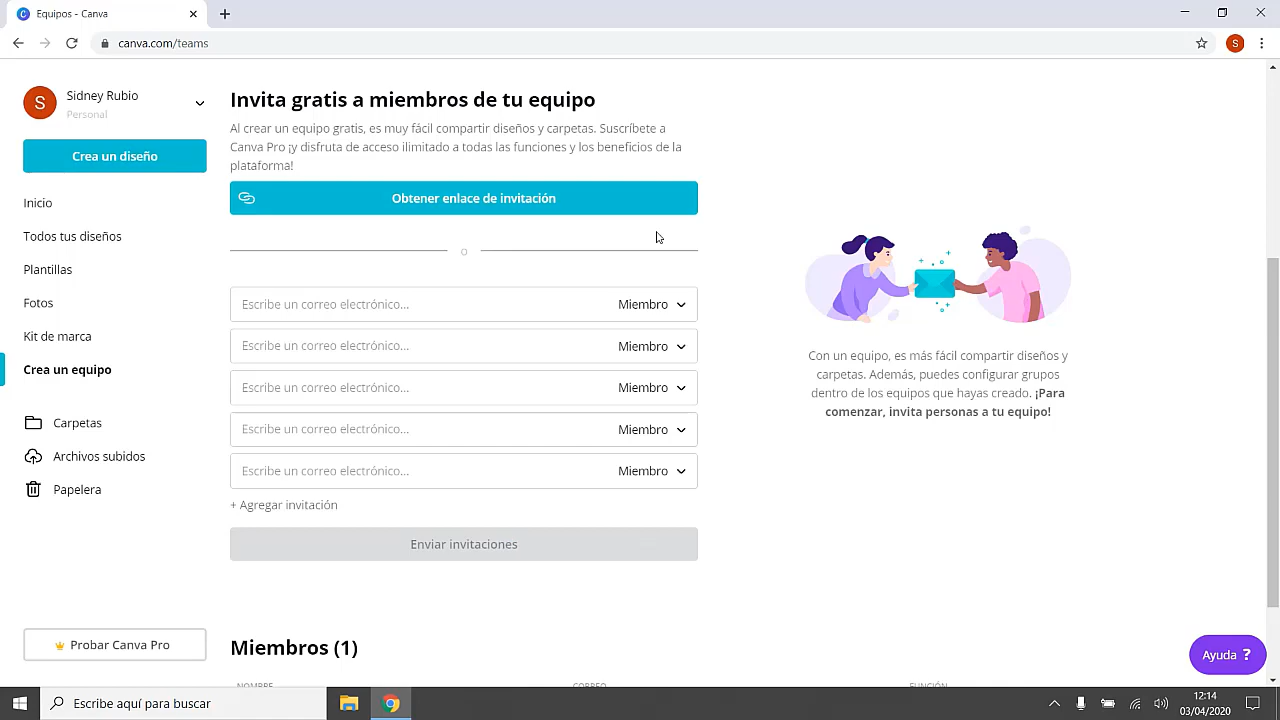 Equipos - Canva
canva.com/teams
S
S
Sidney Rubio
Personal
Crea un diseño
Inicio
Todos tus diseños
Plantillas
Fotos
Kit de marca
Crea un equipo
Carpetas
Archivos subidos
Papelera
Probar Canva Pro
Invita gratis a miembros de tu equipo
Al crear un equipo gratis, es muy fácil compartir diseños y carpetas. Suscríbete a
Canva Pro ¡y disfruta de acceso ilimitado a todas las funciones y los beneficios de la
plataforma!
Obtener enlace de invitación
o
Escribe un correo electrónico... Miembro
Escribe un correo electrónico... Miembro
Escribe un correo electrónico... Miembro
Escribe un correo electrónico... Miembro
Escribe un correo electrónico... Miembro
+ Agregar invitación
Enviar invitaciones
Con un equipo, es más fácil compartir diseños y
carpetas. Además, puedes configurar grupos
dentro de los equipos que hayas creado. ¡Para
comenzar, invita personas a tu equipo!
Miembros (1)
NOMBRE CORREO FUNCIÓN
Ayuda ?
Escribe aquí para buscar
12:14
03/04/2020